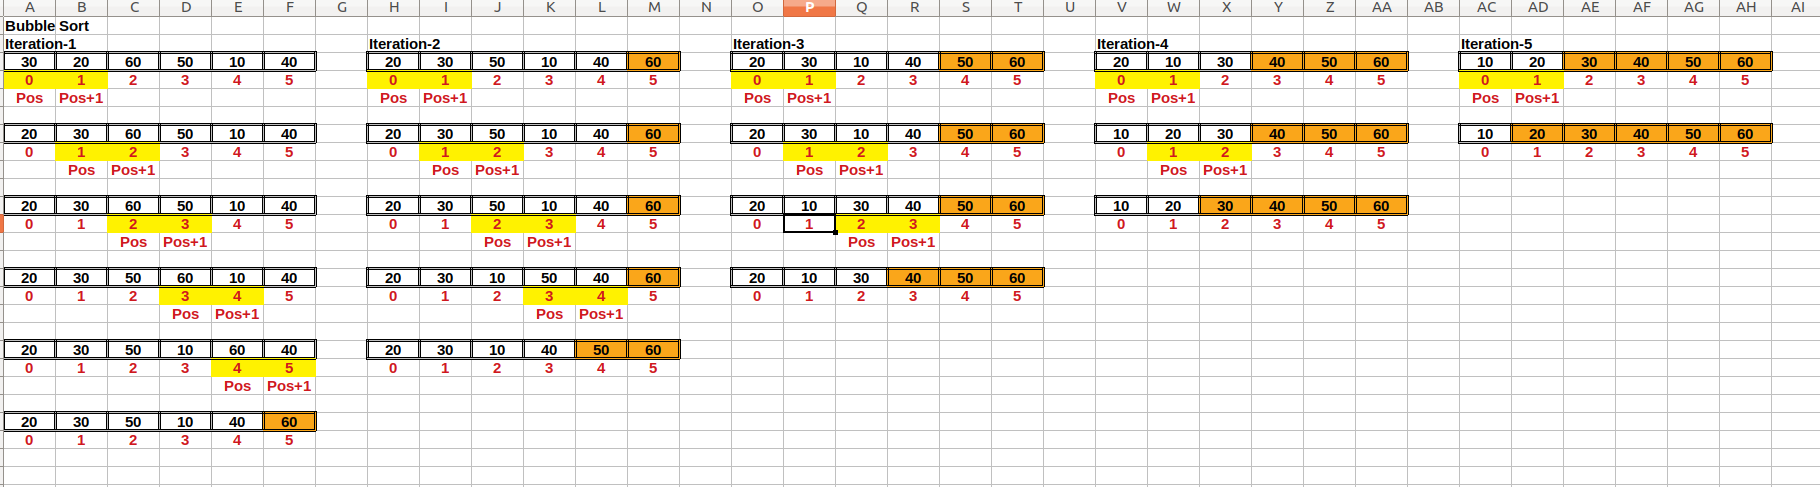 A B C D E F G H I J K L M N O P Q R S T U V W X Y Z AA AB AC AD AE AF AG AH AI
Bubble Sort
Iteration-1 Iteration-2 Iteration-3 Iteration-4 Iteration-5
30 20 60 50 10 40 20 30 50 10 40 60 20 30 10 40 50 60 20 10 30 40 50 60 10 20 30 40 50 60
0 1 2 3 4 5 0 1 2 3 4 5 0 1 2 3 4 5 0 1 2 3 4 5 0 1 2 3 4 5
Pos Pos+1 Pos Pos+1 Pos Pos+1 Pos Pos+1 Pos Pos+1
20 30 60 50 10 40 20 30 50 10 40 60 20 30 10 40 50 60 10 20 30 40 50 60 10 20 30 40 50 60
0 1 2 3 4 5 0 1 2 3 4 5 0 1 2 3 4 5 0 1 2 3 4 5 0 1 2 3 4 5
Pos Pos+1 Pos Pos+1 Pos Pos+1 Pos Pos+1
20 30 60 50 10 40 20 30 50 10 40 60 20 10 30 40 50 60 10 20 30 40 50 60
0 1 2 3 4 5 0 1 2 3 4 5 0 1 2 3 4 5 0 1 2 3 4 5
Pos Pos+1 Pos Pos+1 Pos Pos+1
20 30 50 60 10 40 20 30 10 50 40 60 20 10 30 40 50 60
0 1 2 3 4 5 0 1 2 3 4 5 0 1 2 3 4 5
Pos Pos+1 Pos Pos+1
20 30 50 10 60 40 20 30 10 40 50 60
0 1 2 3 4 5 0 1 2 3 4 5
Pos Pos+1
20 30 50 10 40 60
0 1 2 3 4 5